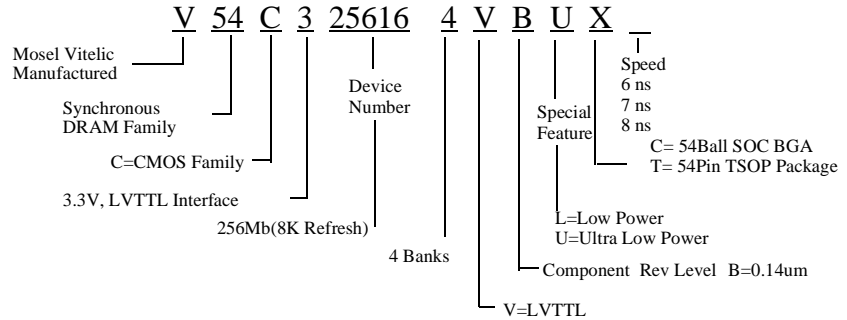 V 54 C 3 25616 4 V B U X _
Mosel Vitelic
Manufactured
Speed
6 ns
7 ns
8 ns
Device
Number
Synchronous
DRAM Family
Special
Feature
C= 54Ball SOC BGA
T= 54Pin TSOP Package
C=CMOS Family
3.3V, LVTTL Interface
L=Low Power
U=Ultra Low Power
256Mb(8K Refresh)
4 Banks
Component Rev Level B=0.14um
V=LVTTL